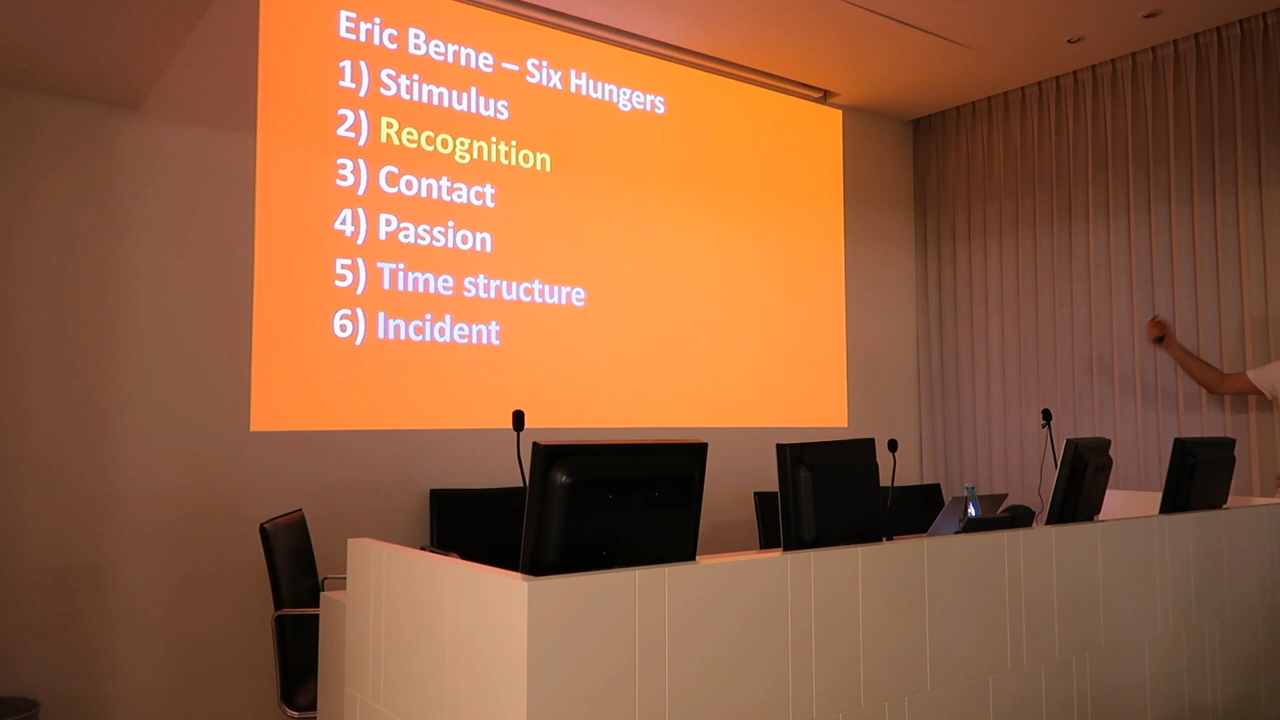 Eric Berne – Six Hungers
1) Stimulus
2) Recognition
3) Contact
4) Passion
5) Time structure
6) Incident